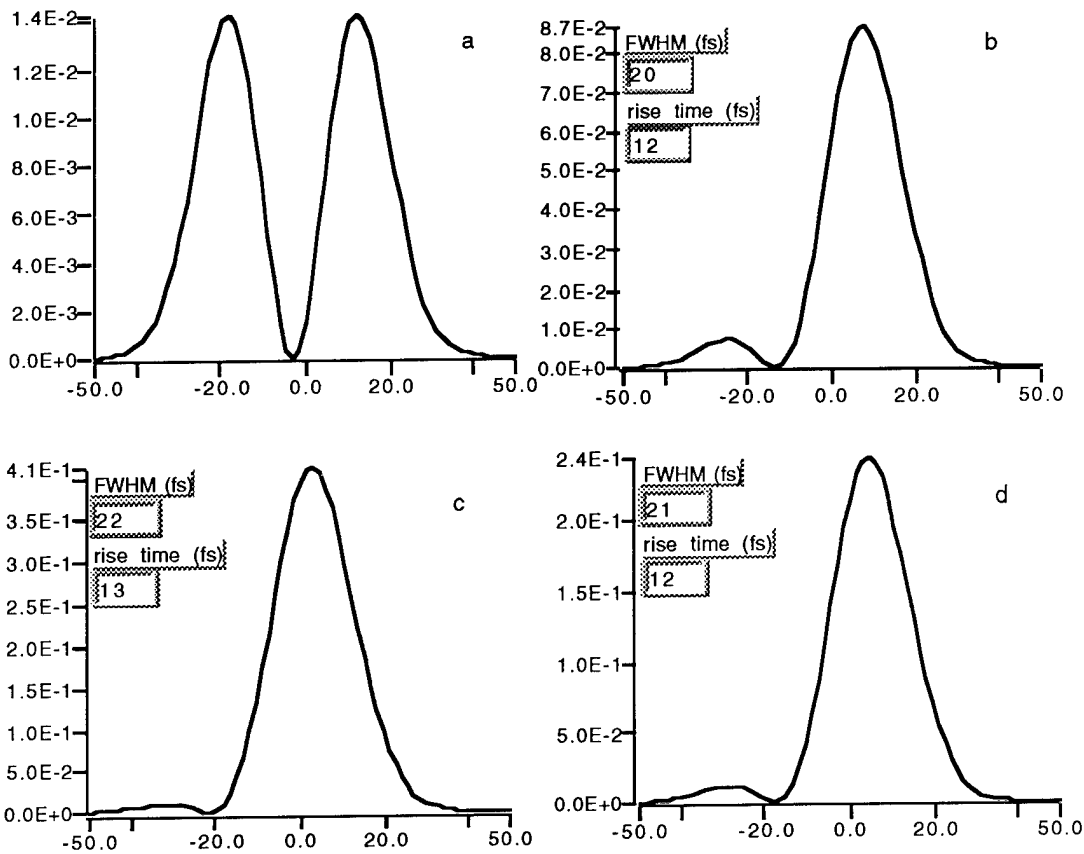 1.4E-2
1.2E-2
1.0E-2
8.0E-3
6.0E-3
4.0E-3
2.0E-3
0.0E+0
-50.0 -20.0 0.0 20.0 50.0
a
8.7E-2
8.0E-2
7.0E-2
6.0E-2
5.0E-2
4.0E-2
3.0E-2
2.0E-2
1.0E-2
0.0E+0
-50.0 -20.0 0.0 20.0 50.0
FWHM (fs)
20
rise time (fs)
12
b
4.1E-1
3.5E-1
3.0E-1
2.5E-1
2.0E-1
1.5E-1
1.0E-1
5.0E-2
0.0E+0
-50.0 -20.0 0.0 20.0 50.0
FWHM (fs)
22
rise time (fs)
13
c
2.4E-1
2.0E-1
1.5E-1
1.0E-1
5.0E-2
0.0E+0
-50.0 -20.0 0.0 20.0 50.0
FWHM (fs)
21
rise time (fs)
12
d